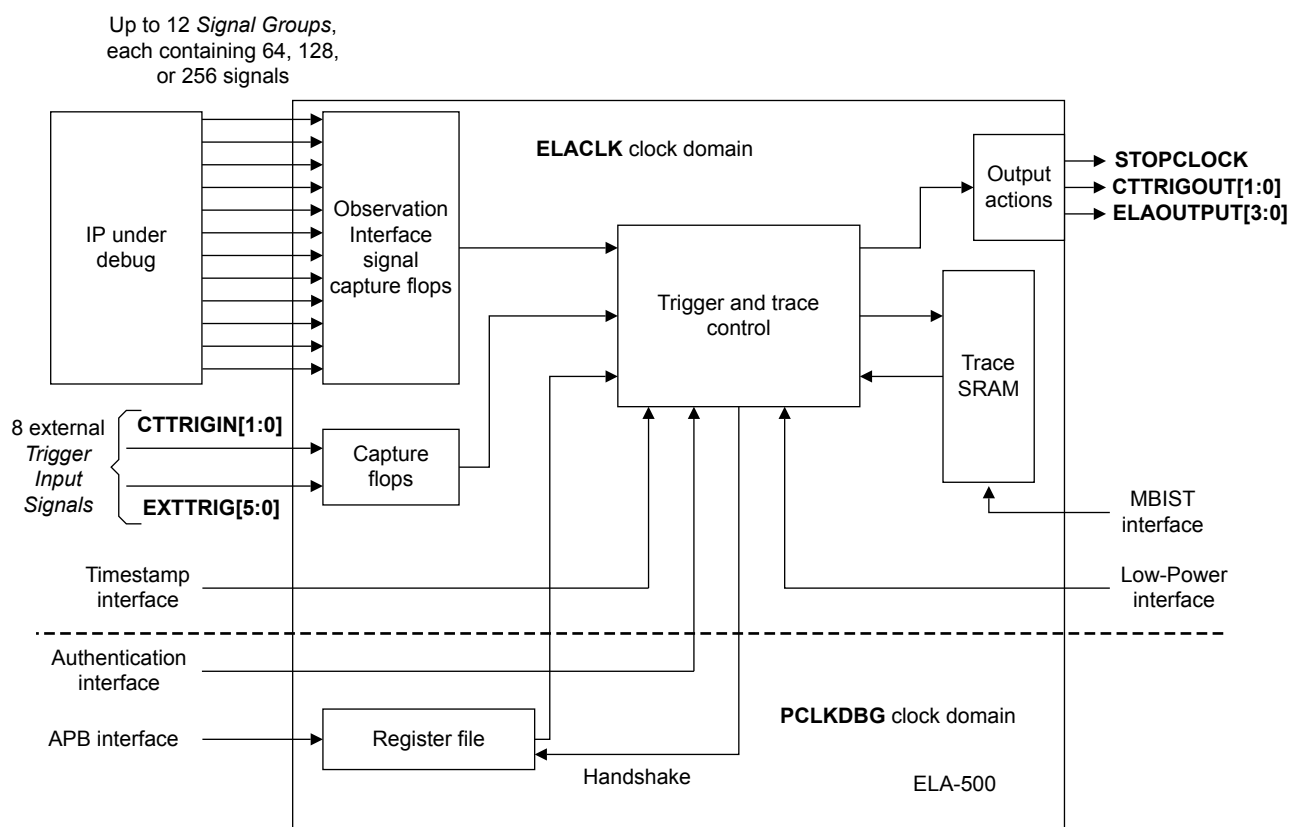 Up to 12 Signal Groups,
each containing 64, 128,
or 256 signals
ELACLK clock domain
IP under
debug
Observation
Interface
signal
capture flops
Trigger and trace
control
Output
actions
STOPCLOCK
CTTRIGOUT[1:0]
ELAOUTPUT[3:0]
Trace
SRAM
8 external
Trigger
Input
Signals
CTTRIGIN[1:0]
EXTTRIG[5:0]
Capture
flops
MBIST
interface
Timestamp
interface
Low-Power
interface
Authentication
interface
PCLKDBG clock domain
APB interface
Register file
Handshake
ELA-500